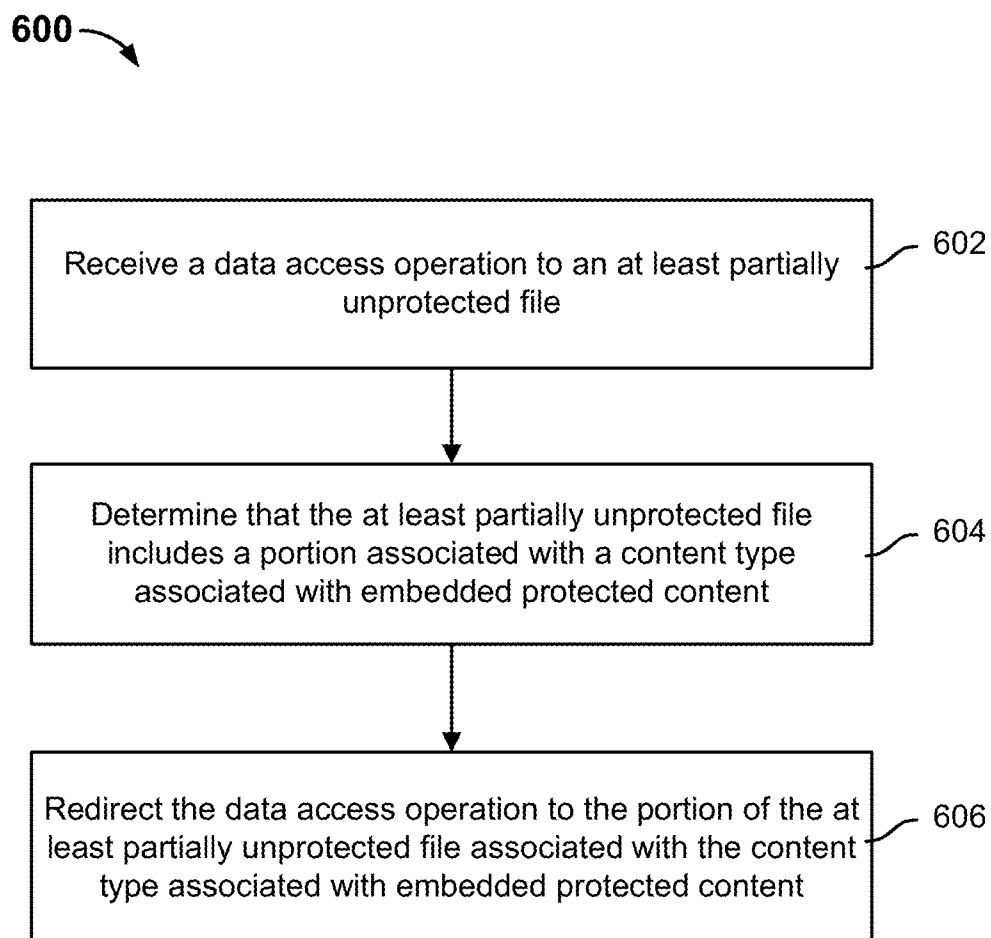 600
Receive a data access operation to an at least partially
unprotected file
602
Determine that the at least partially unprotected file
includes a portion associated with a content type
associated with embedded protected content
604
Redirect the data access operation to the portion of the at
least partially unprotected file associated with the content
type associated with embedded protected content
606